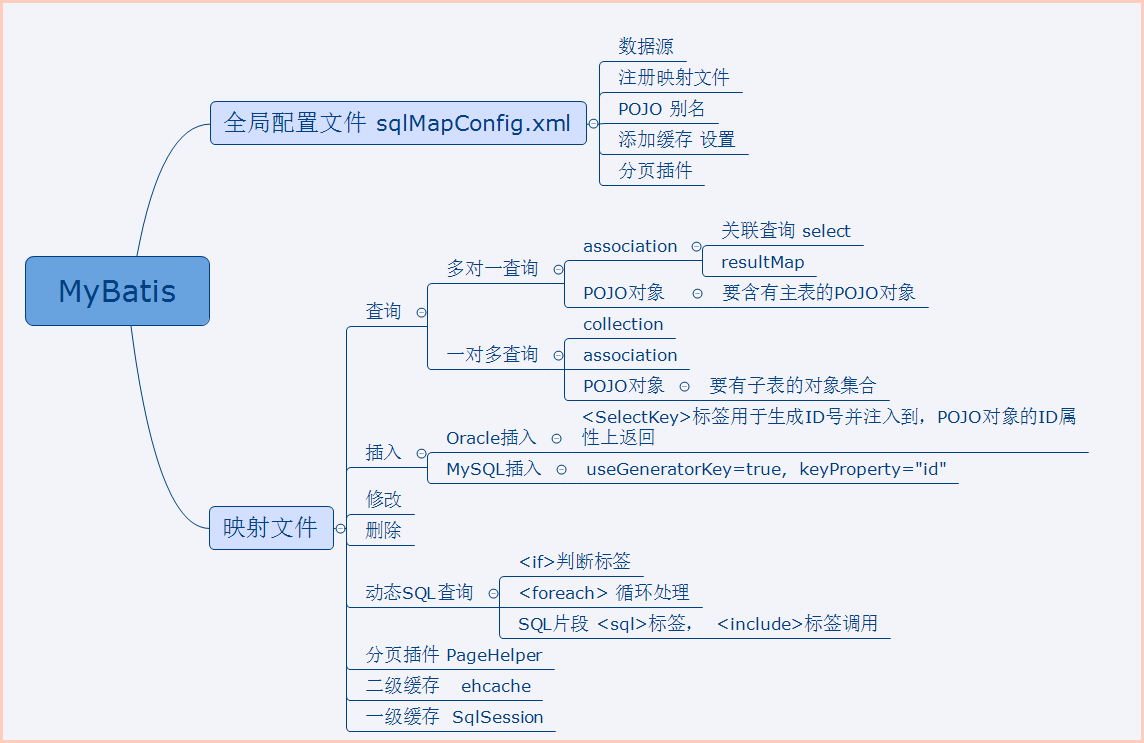 MyBatis
全局配置文件 sqlMapConfig.xml
数据源
注册映射文件
POJO 别名
添加缓存 设置
分页插件
映射文件
查询
多对一查询
association
关联查询 select
resultMap
POJO对象
要含有主表的POJO对象
一对多查询
collection
association
POJO对象
要有子表的对象集合
插入
Oracle插入
<SelectKey>标签用于生成ID号并注入到，POJO对象的ID属
性上返回
MySQL插入
useGeneratorKey=true，keyProperty="id"
修改
删除
动态SQL查询
<if>判断标签
<foreach> 循环处理
SQL片段 <sql>标签， <include>标签调用
分页插件 PageHelper
二级缓存 ehcache
一级缓存 SqlSession